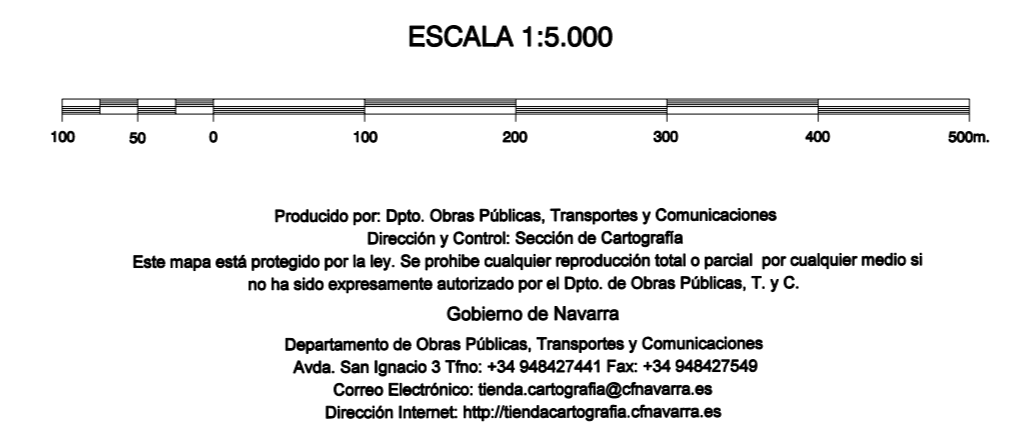 ESCALA 1:5.000
100 50 0 100 200 300 400 500m.
Producido por: Dpto. Obras Públicas, Transportes y Comunicaciones
Dirección y Control: Sección de Cartografía
Este mapa está protegido por la ley. Se prohibe cualquier reproducción total o parcial por cualquier medio si
no ha sido expresamente autorizado por el Dpto. de Obras Públicas, T. y C.
Gobierno de Navarra
Departamento de Obras Públicas, Transportes y Comunicaciones
Avda. San Ignacio 3 Tfno: +34 948427441 Fax: +34 948427549
Correo Electrónico: tienda.cartografia@cfnavarra.es
Dirección Internet: http://tiendacartografia.cfnavarra.es